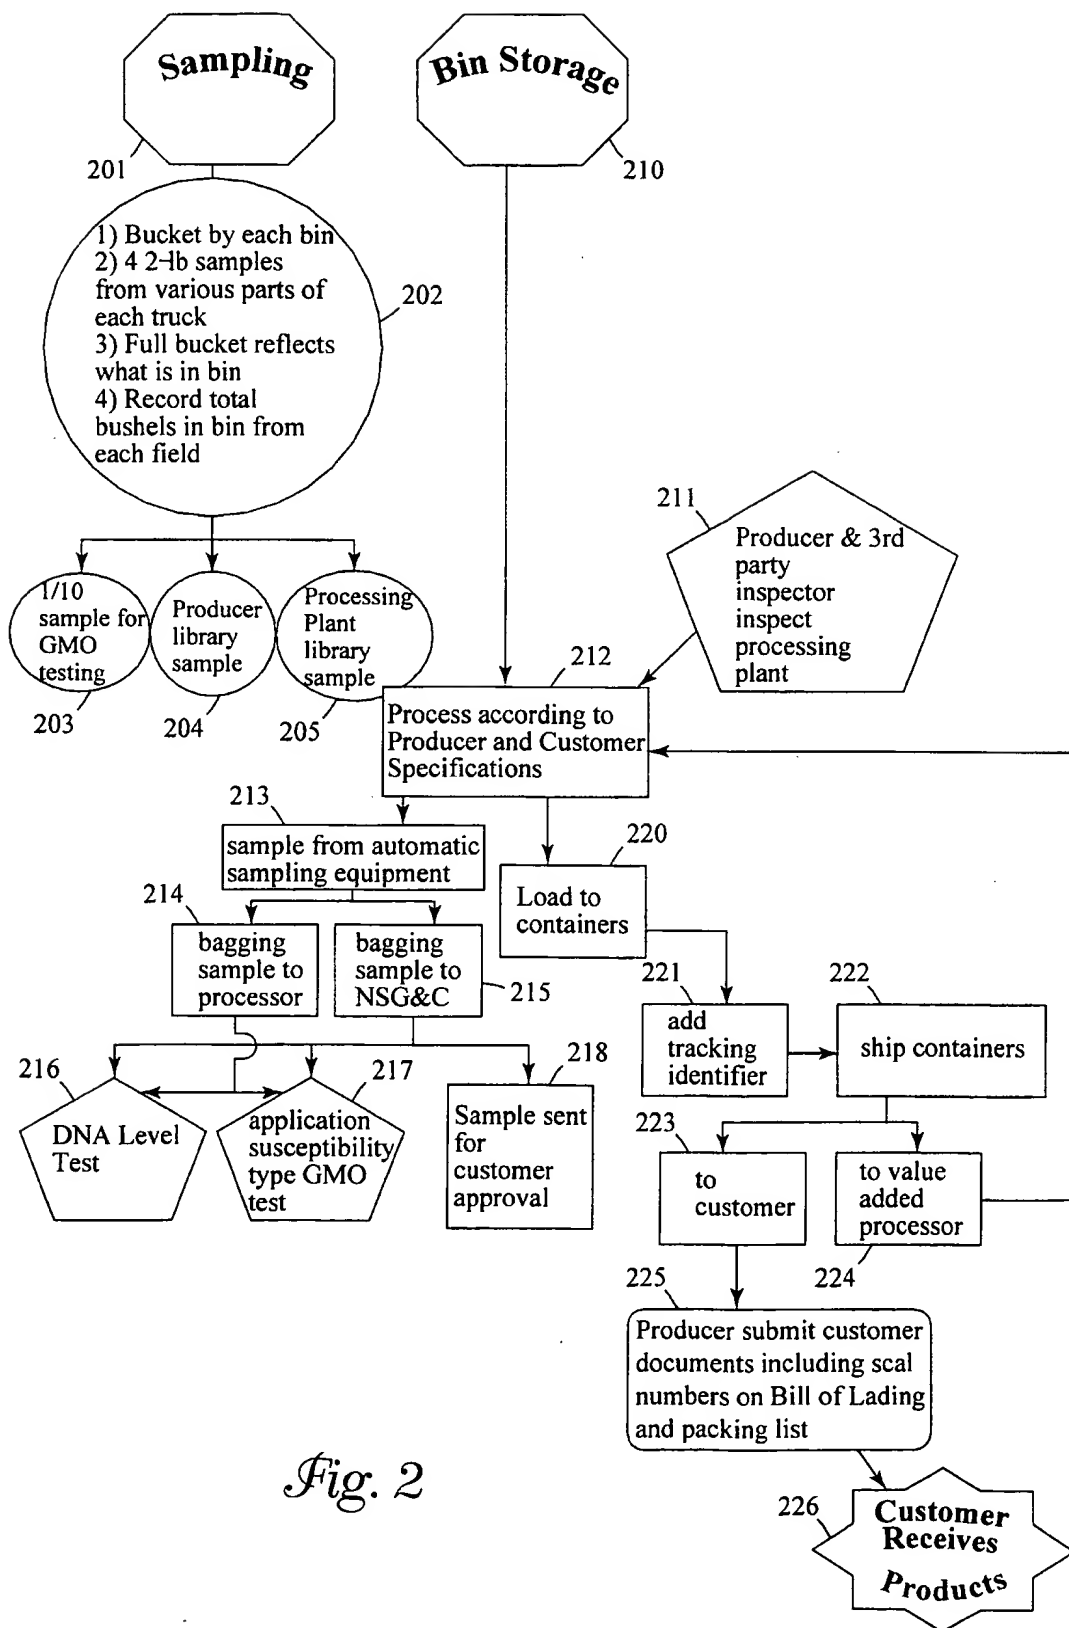 Sampling
Bin Storage
201
210
1) Bucket by each bin
2) 4 2-lb samples
from various parts of
each truck
3) Full bucket reflects
what is in bin
4) Record total
bushels in bin from
each field
202
211
Producer & 3rd
party
inspector
inspect
processing
plant
1/10
sample for
GMO
testing
Producer
library
sample
Processing
Plant
library
sample
203
204
205
212
Process according to
Producer and Customer
Specifications
213
sample from automatic
sampling equipment
220
Load to
containers
214
bagging
sample to
processor
bagging
sample to
NSG&C
215
221
add
tracking
identifier
222
ship containers
216
DNA Level
Test
217
application
susceptibility
type GMO
test
218
Sample sent
for
customer
approval
223
to
customer
to value
added
processor
224
225
Producer submit customer
documents including scal
numbers on Bill of Lading
and packing list
Fig. 2
226
Customer
Receives
Products